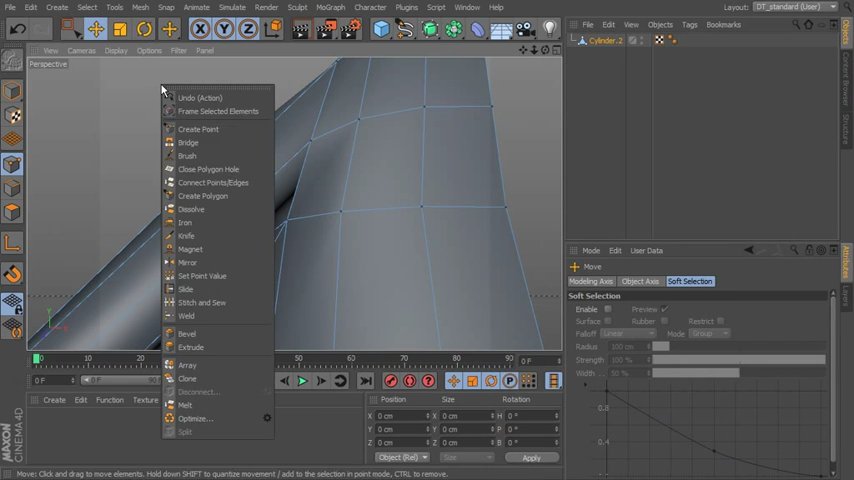 File Edit Create Select Tools Mesh Snap Animate Simulate Render Sculpt MoGraph Character Plugins Script Window Help Layout: DT_standard (User)
View Cameras Display Options Filter Panel
File Edit View Objects Tags Bookmarks
Perspective
Cylinder.2
Undo (Action)
Frame Selected Elements
Create Point
Bridge
Brush
Close Polygon Hole
Connect Points/Edges
Create Polygon
Dissolve
Iron
Knife
Magnet
Mirror
Set Point Value
Slide
Stitch and Sew
Weld
Bevel
Extrude
Array
Clone
Disconnect...
Melt
Optimize...
Split
Objects
Content Browser
Structure
Mode Edit User Data
Move
Modeling Axis Object Axis Soft Selection
Soft Selection
Enable Preview
Surface Rubber Restrict
Falloff Linear Mode Group
Radius 100 cm
Strength 100 %
Width 50 %
0.8
0.4
Attributes
Layers
0 10 50 60 70 80 90 0 F
0 F 0 F 90 F
Create Edit Function Texture
Position Size Rotation
X 0 cm X 0 cm H 0 °
Y 0 cm Y 0 cm P 0 °
Z 0 cm Z 0 cm B 0 °
Object (Rel) Size Apply
MAXON
CINEMA 4D
Move: Click and drag to move elements. Hold down SHIFT to quantize movement / add to the selection in point mode, CTRL to remove.